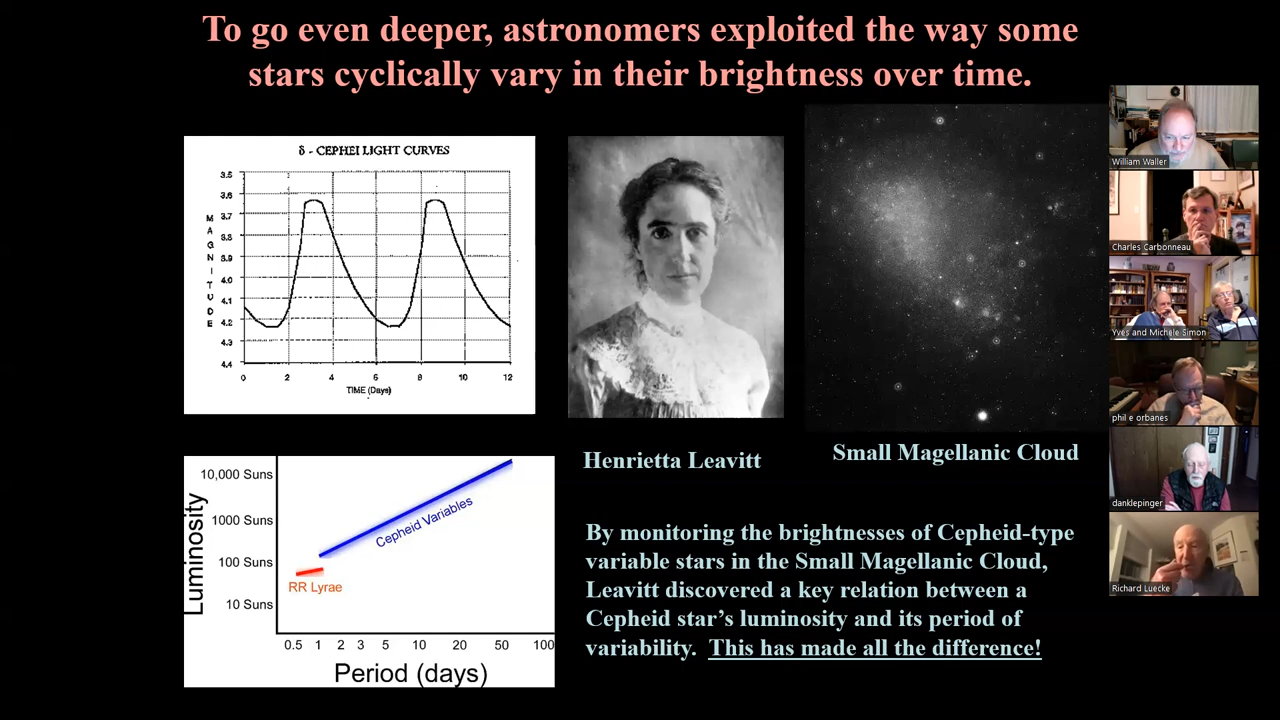 To go even deeper, astronomers exploited the way some
stars cyclically vary in their brightness over time.
δ - CEPHEI LIGHT CURVES
MAGNITUDE
3.5
3.6
3.7
3.8
3.9
4.0
4.1
4.2
4.3
4.4
0 2 4 6 8 10 12
TIME (Days)
Henrietta Leavitt
Small Magellanic Cloud
Luminosity
10,000 Suns
1000 Suns
100 Suns
10 Suns
Cepheid Variables
RR Lyrae
0.5 1 2 3 5 10 20 50 100
Period (days)
By monitoring the brightnesses of Cepheid-type
variable stars in the Small Magellanic Cloud,
Leavitt discovered a key relation between a
Cepheid star’s luminosity and its period of
variability. This has made all the difference!
William Waller
Charles Carbonneau
Yves and Michele Simon
phil e orbanes
danklepinger
Richard Luecke